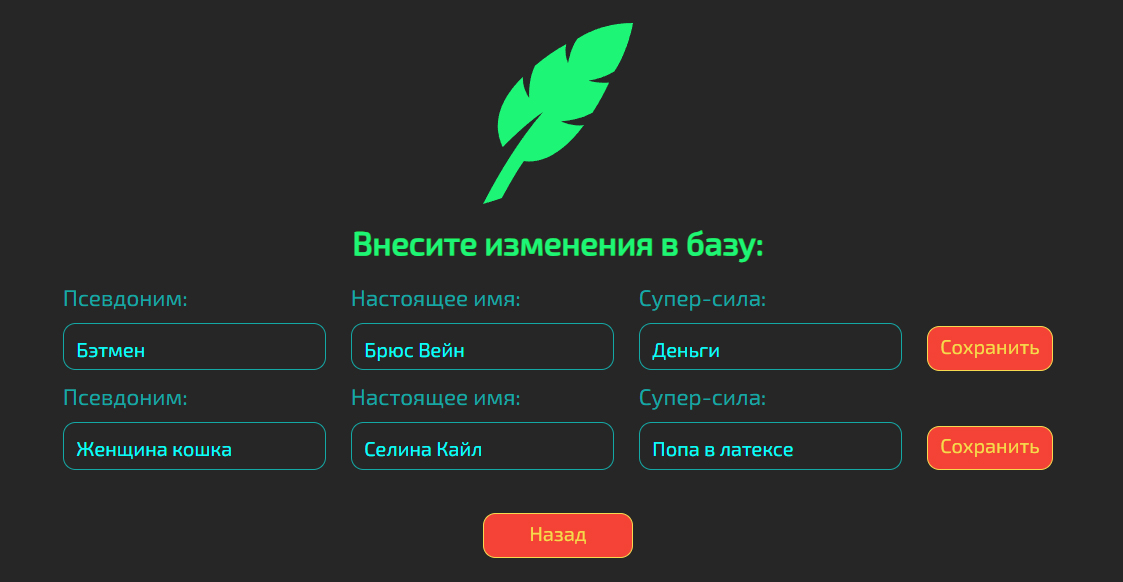 Внесите изменения в базу:
Псевдоним: Настоящее имя: Супер-сила:
Бэтмен Брюс Вейн Деньги Сохранить
Псевдоним: Настоящее имя: Супер-сила:
Женщина кошка Селина Кайл Попа в латексе Сохранить
Назад